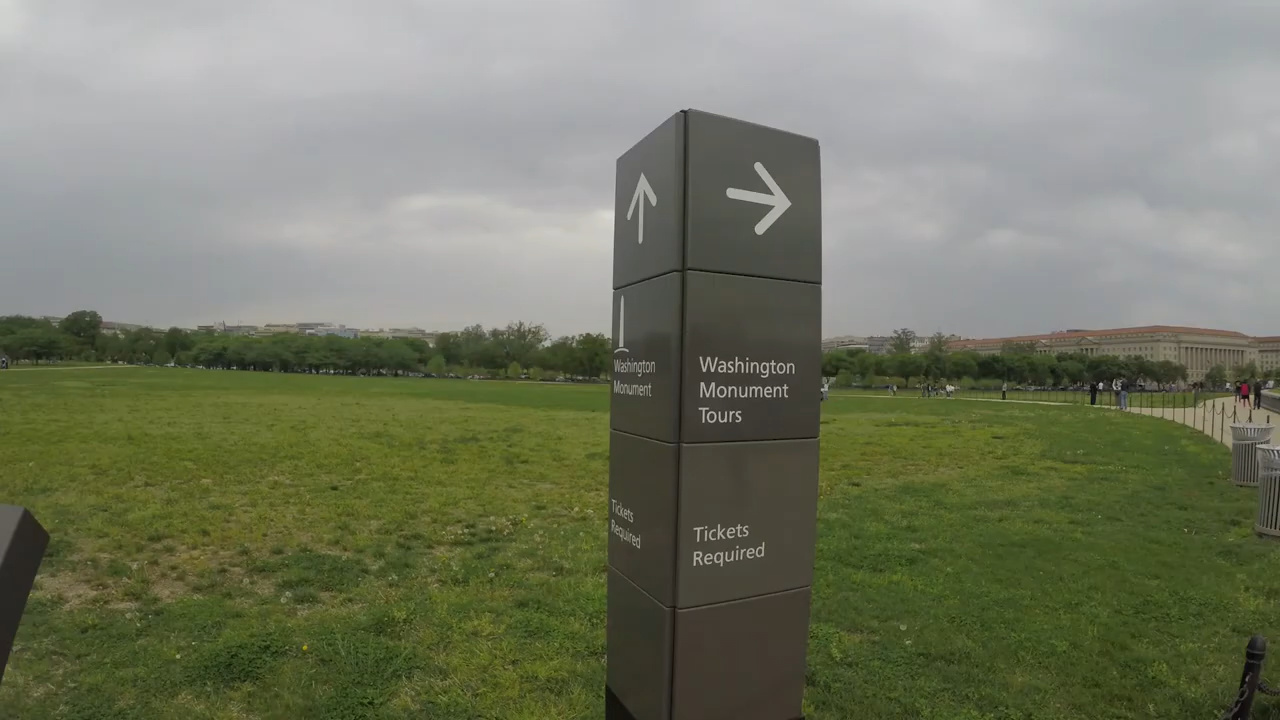 Washington
Monument
Tickets
Required
Washington
Monument
Tours
Tickets
Required